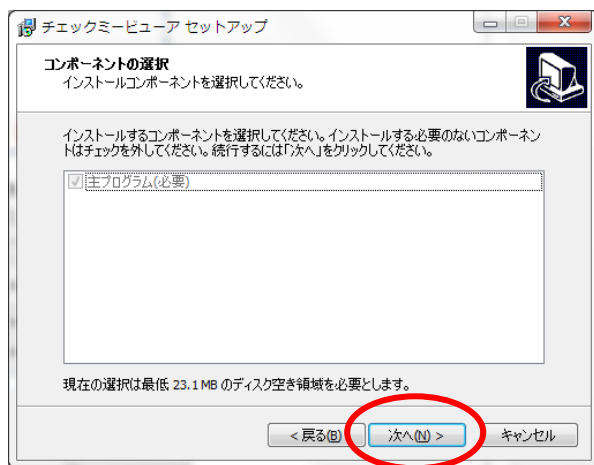 チェックミービューア セットアップ
コンポーネントの選択
インストールコンポーネントを選択してください。
インストールするコンポーネントを選択してください。インストールする必要のないコンポーネン
トはチェックを外してください。続行するには「次へ」をクリックしてください。
主プログラム(必要)
現在の選択は最低 23.1 MB のディスク空き領域を必要とします。
< 戻る(B) 次へ(N) > キャンセル